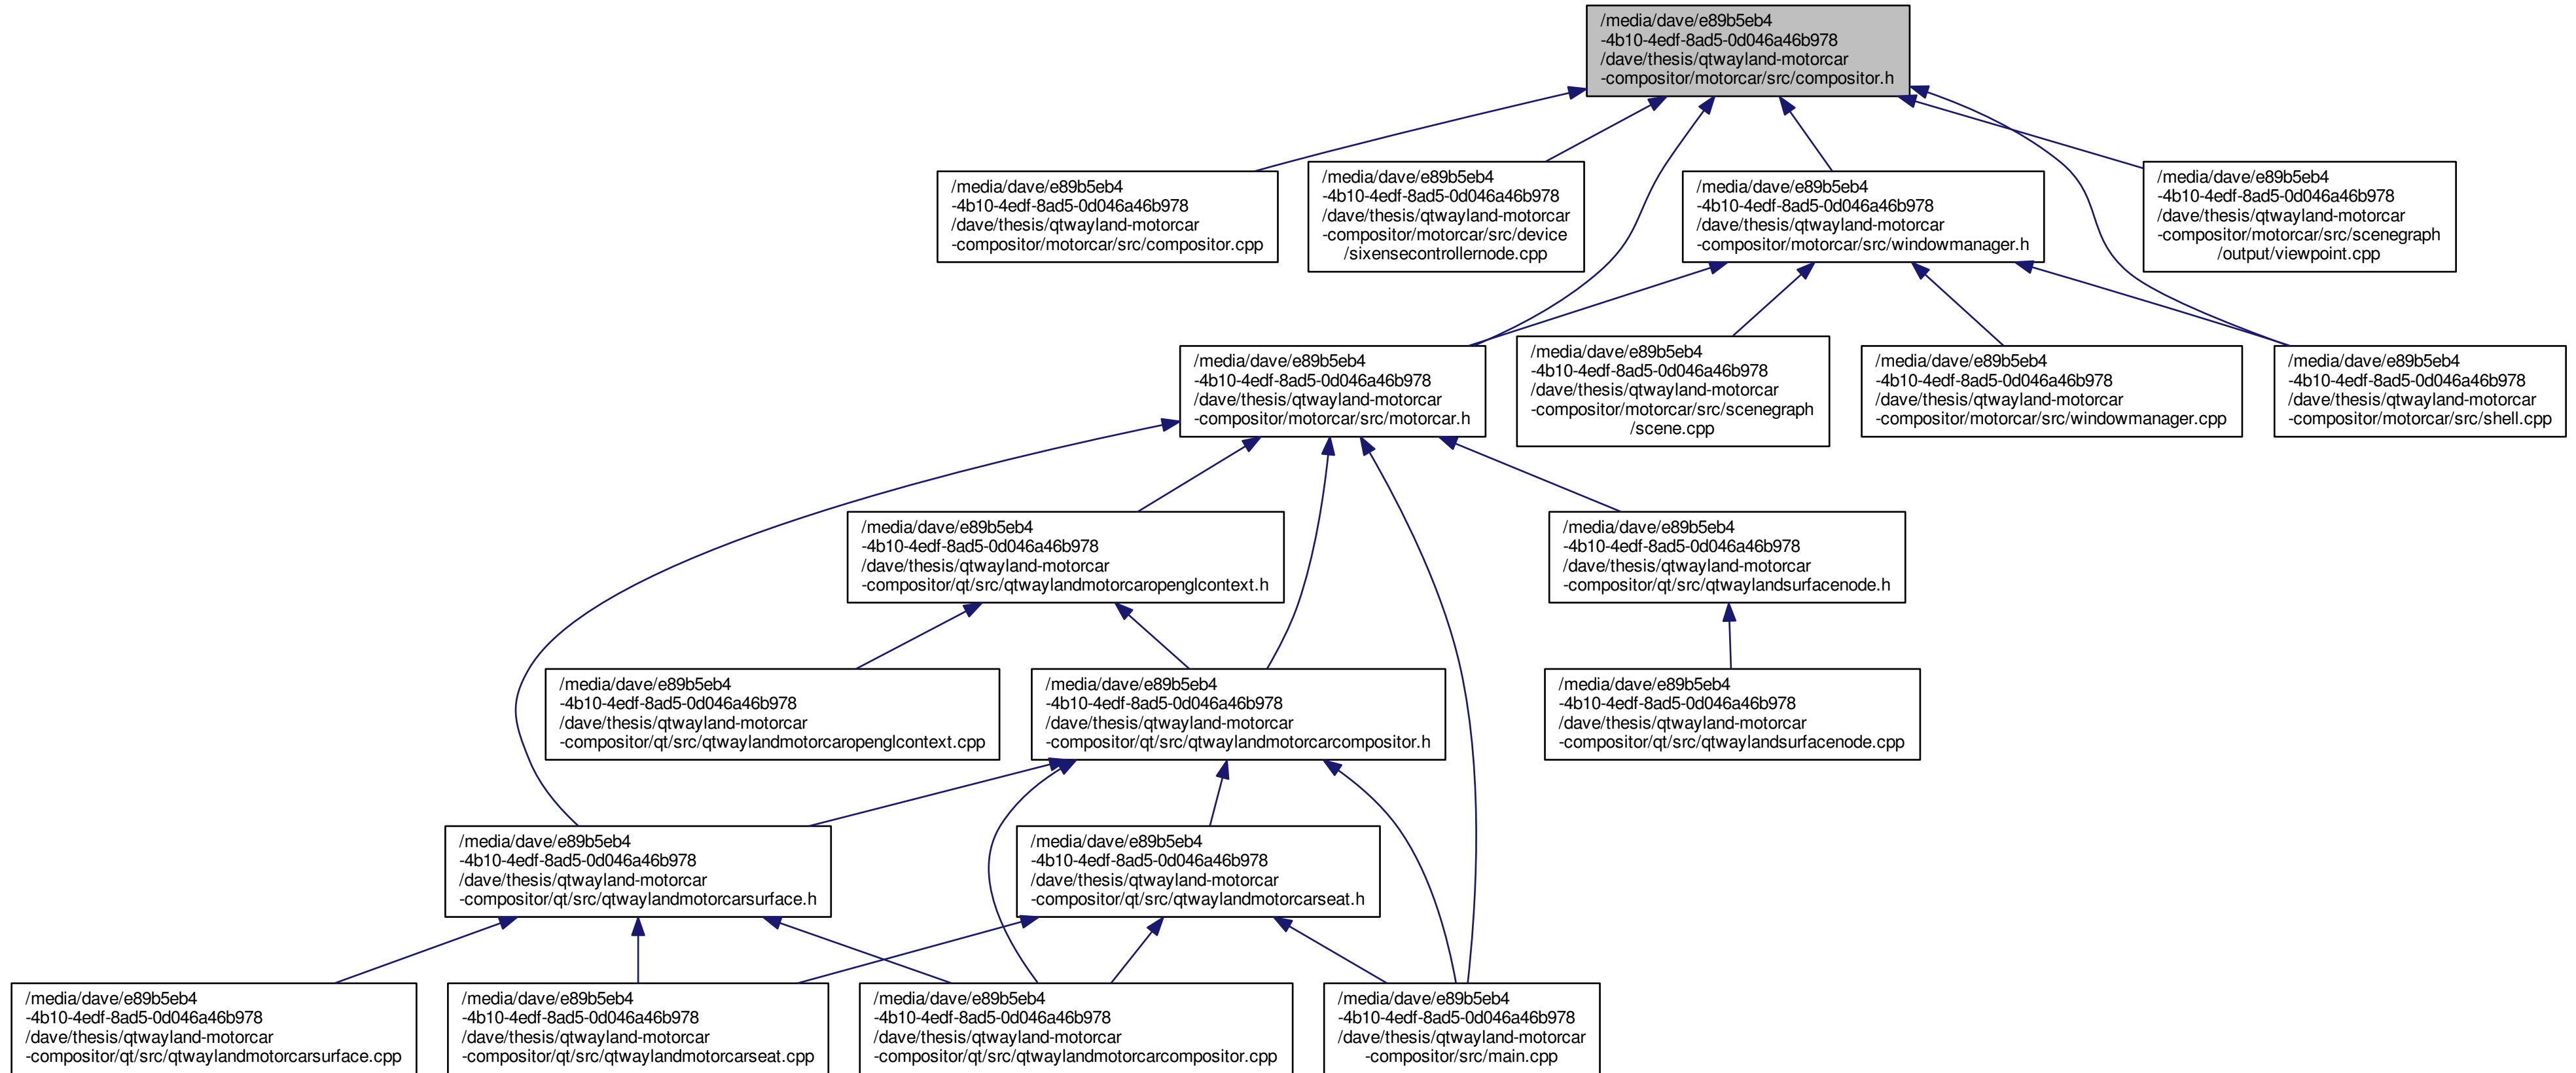 /media/dave/e89b5eb4
-4b10-4edf-8ad5-0d046a46b978
/dave/thesis/qtwayland-motorcar
-compositor/motorcar/src/compositor.h
/media/dave/e89b5eb4
-4b10-4edf-8ad5-0d046a46b978
/dave/thesis/qtwayland-motorcar
-compositor/motorcar/src/compositor.cpp
/media/dave/e89b5eb4
-4b10-4edf-8ad5-0d046a46b978
/dave/thesis/qtwayland-motorcar
-compositor/motorcar/src/device
/sixensecontrollernode.cpp
/media/dave/e89b5eb4
-4b10-4edf-8ad5-0d046a46b978
/dave/thesis/qtwayland-motorcar
-compositor/motorcar/src/windowmanager.h
/media/dave/e89b5eb4
-4b10-4edf-8ad5-0d046a46b978
/dave/thesis/qtwayland-motorcar
-compositor/motorcar/src/scenegraph
/output/viewpoint.cpp
/media/dave/e89b5eb4
-4b10-4edf-8ad5-0d046a46b978
/dave/thesis/qtwayland-motorcar
-compositor/motorcar/src/motorcar.h
/media/dave/e89b5eb4
-4b10-4edf-8ad5-0d046a46b978
/dave/thesis/qtwayland-motorcar
-compositor/motorcar/src/scenegraph
/scene.cpp
/media/dave/e89b5eb4
-4b10-4edf-8ad5-0d046a46b978
/dave/thesis/qtwayland-motorcar
-compositor/motorcar/src/windowmanager.cpp
/media/dave/e89b5eb4
-4b10-4edf-8ad5-0d046a46b978
/dave/thesis/qtwayland-motorcar
-compositor/motorcar/src/shell.cpp
/media/dave/e89b5eb4
-4b10-4edf-8ad5-0d046a46b978
/dave/thesis/qtwayland-motorcar
-compositor/qt/src/qtwaylandmotorcaropenglcontext.h
/media/dave/e89b5eb4
-4b10-4edf-8ad5-0d046a46b978
/dave/thesis/qtwayland-motorcar
-compositor/qt/src/qtwaylandsurfacenode.h
/media/dave/e89b5eb4
-4b10-4edf-8ad5-0d046a46b978
/dave/thesis/qtwayland-motorcar
-compositor/qt/src/qtwaylandmotorcaropenglcontext.cpp
/media/dave/e89b5eb4
-4b10-4edf-8ad5-0d046a46b978
/dave/thesis/qtwayland-motorcar
-compositor/qt/src/qtwaylandmotorcarcompositor.h
/media/dave/e89b5eb4
-4b10-4edf-8ad5-0d046a46b978
/dave/thesis/qtwayland-motorcar
-compositor/qt/src/qtwaylandsurfacenode.cpp
/media/dave/e89b5eb4
-4b10-4edf-8ad5-0d046a46b978
/dave/thesis/qtwayland-motorcar
-compositor/qt/src/qtwaylandmotorcarsurface.h
/media/dave/e89b5eb4
-4b10-4edf-8ad5-0d046a46b978
/dave/thesis/qtwayland-motorcar
-compositor/qt/src/qtwaylandmotorcarseat.h
/media/dave/e89b5eb4
-4b10-4edf-8ad5-0d046a46b978
/dave/thesis/qtwayland-motorcar
-compositor/qt/src/qtwaylandmotorcarsurface.cpp
/media/dave/e89b5eb4
-4b10-4edf-8ad5-0d046a46b978
/dave/thesis/qtwayland-motorcar
-compositor/qt/src/qtwaylandmotorcarseat.cpp
/media/dave/e89b5eb4
-4b10-4edf-8ad5-0d046a46b978
/dave/thesis/qtwayland-motorcar
-compositor/qt/src/qtwaylandmotorcarcompositor.cpp
/media/dave/e89b5eb4
-4b10-4edf-8ad5-0d046a46b978
/dave/thesis/qtwayland-motorcar
-compositor/src/main.cpp